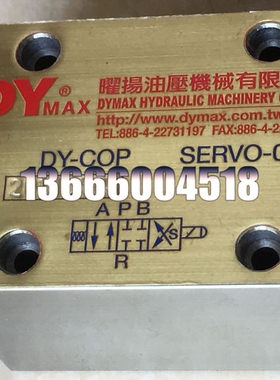 DY® MAX
曜揚油壓機械有限
DYMAX HYDRAULIC MACHINERY
http://www.dymax.com.tw
TEL:886-4-22731197 FAX:886-4-2
DY-COP SERVO-
2
13666004518
A P B
S
R